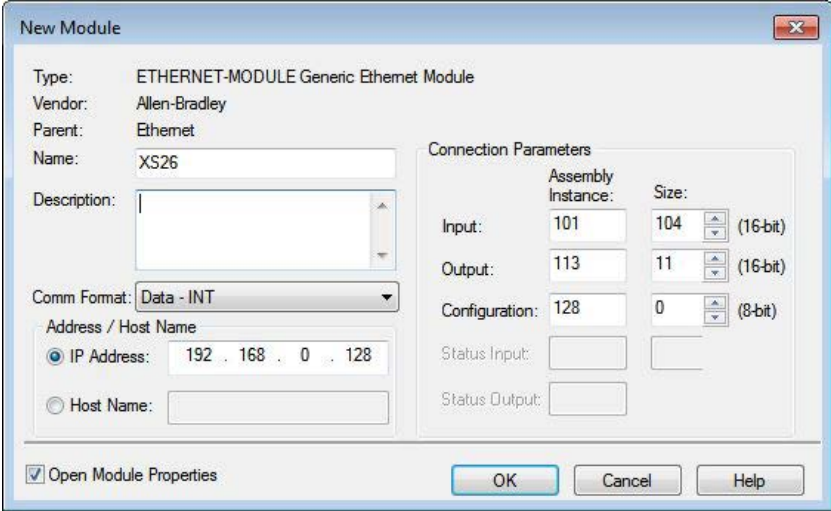 New Module
Type: ETHERNET-MODULE Generic Ethernet Module
Vendor: Allen-Bradley
Parent: Ethernet
Name: XS26
Description:
Comm Format: Data - INT
Address / Host Name
IP Address: 192 . 168 . 0 . 128
Host Name:
Connection Parameters
Assembly
Instance: Size:
Input: 101 104 (16-bit)
Output: 113 11 (16-bit)
Configuration: 128 0 (8-bit)
Status Input:
Status Output:
Open Module Properties
OK Cancel Help